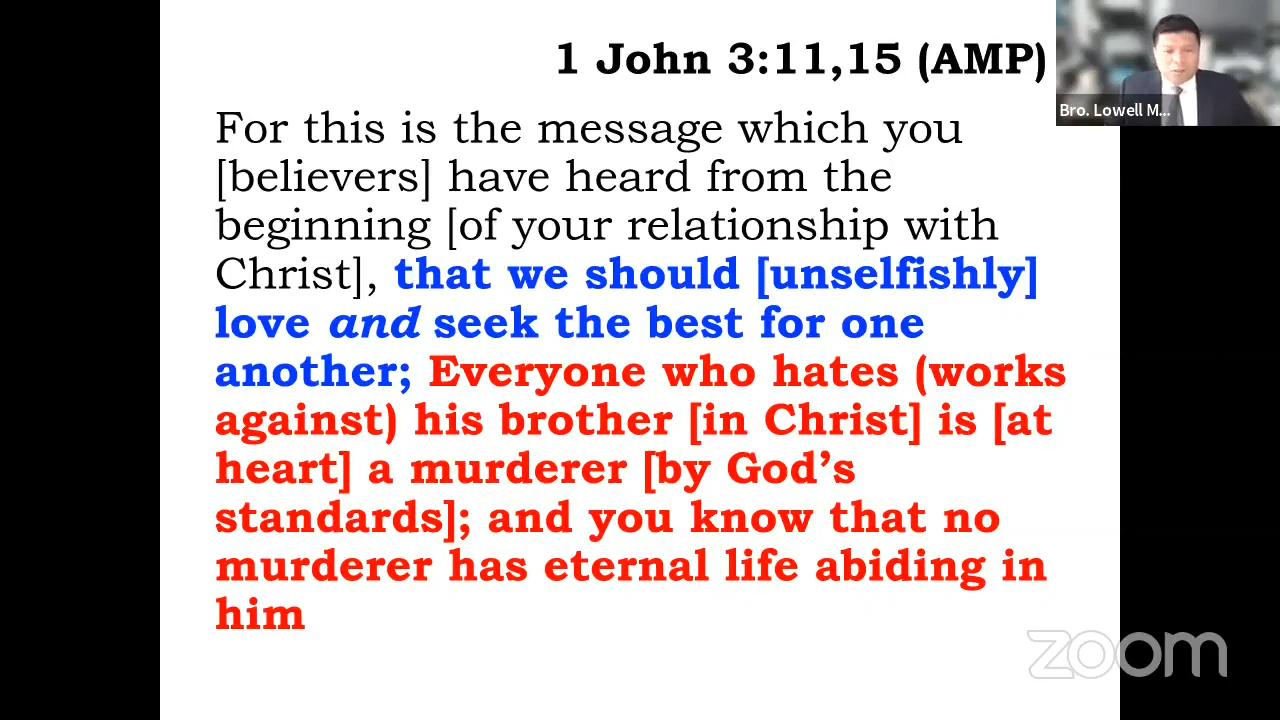 1 John 3:11,15 (AMP)
Bro. Lowell M...
For this is the message which you
[believers] have heard from the
beginning [of your relationship with
Christ], that we should [unselfishly]
love and seek the best for one
another; Everyone who hates (works
against) his brother [in Christ] is [at
heart] a murderer [by God’s
standards]; and you know that no
murderer has eternal life abiding in
him
zoom